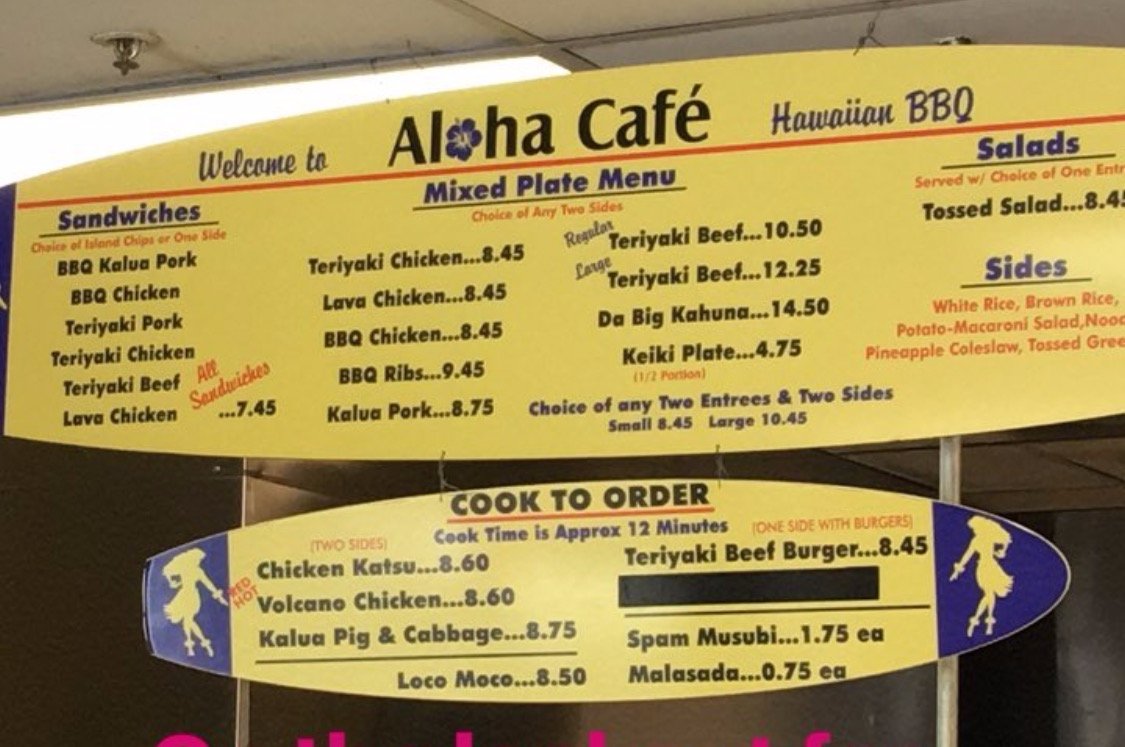 Welcome to Aloha Café Hawaiian BBQ
Sandwiches
Choice of Island Chips or One Side
BBQ Kalua Pork
BBQ Chicken
Teriyaki Pork
Teriyaki Chicken
Teriyaki Beef
Lava Chicken
All Sandwiches
...7.45
Mixed Plate Menu
Choice of Any Two Sides
Teriyaki Chicken...8.45
Lava Chicken...8.45
BBQ Chicken...8.45
BBQ Ribs...9.45
Kalua Pork...8.75
Regular Teriyaki Beef...10.50
Large Teriyaki Beef...12.25
Da Big Kahuna...14.50
Keiki Plate...4.75
(1/2 Portion)
Choice of any Two Entrees & Two Sides
Small 8.45 Large 10.45
Salads
Served w/ Choice of One Entr
Tossed Salad...8.45
Sides
White Rice, Brown Rice,
Potato-Macaroni Salad,Nood
Pineapple Coleslaw, Tossed Gree
COOK TO ORDER
Cook Time is Approx 12 Minutes
(TWO SIDES)
Chicken Katsu...8.60
RED HOT
Volcano Chicken...8.60
Kalua Pig & Cabbage...8.75
Loco Moco...8.50
(ONE SIDE WITH BURGERS)
Teriyaki Beef Burger...8.45
Spam Musubi...1.75 ea
Malasada...0.75 ea